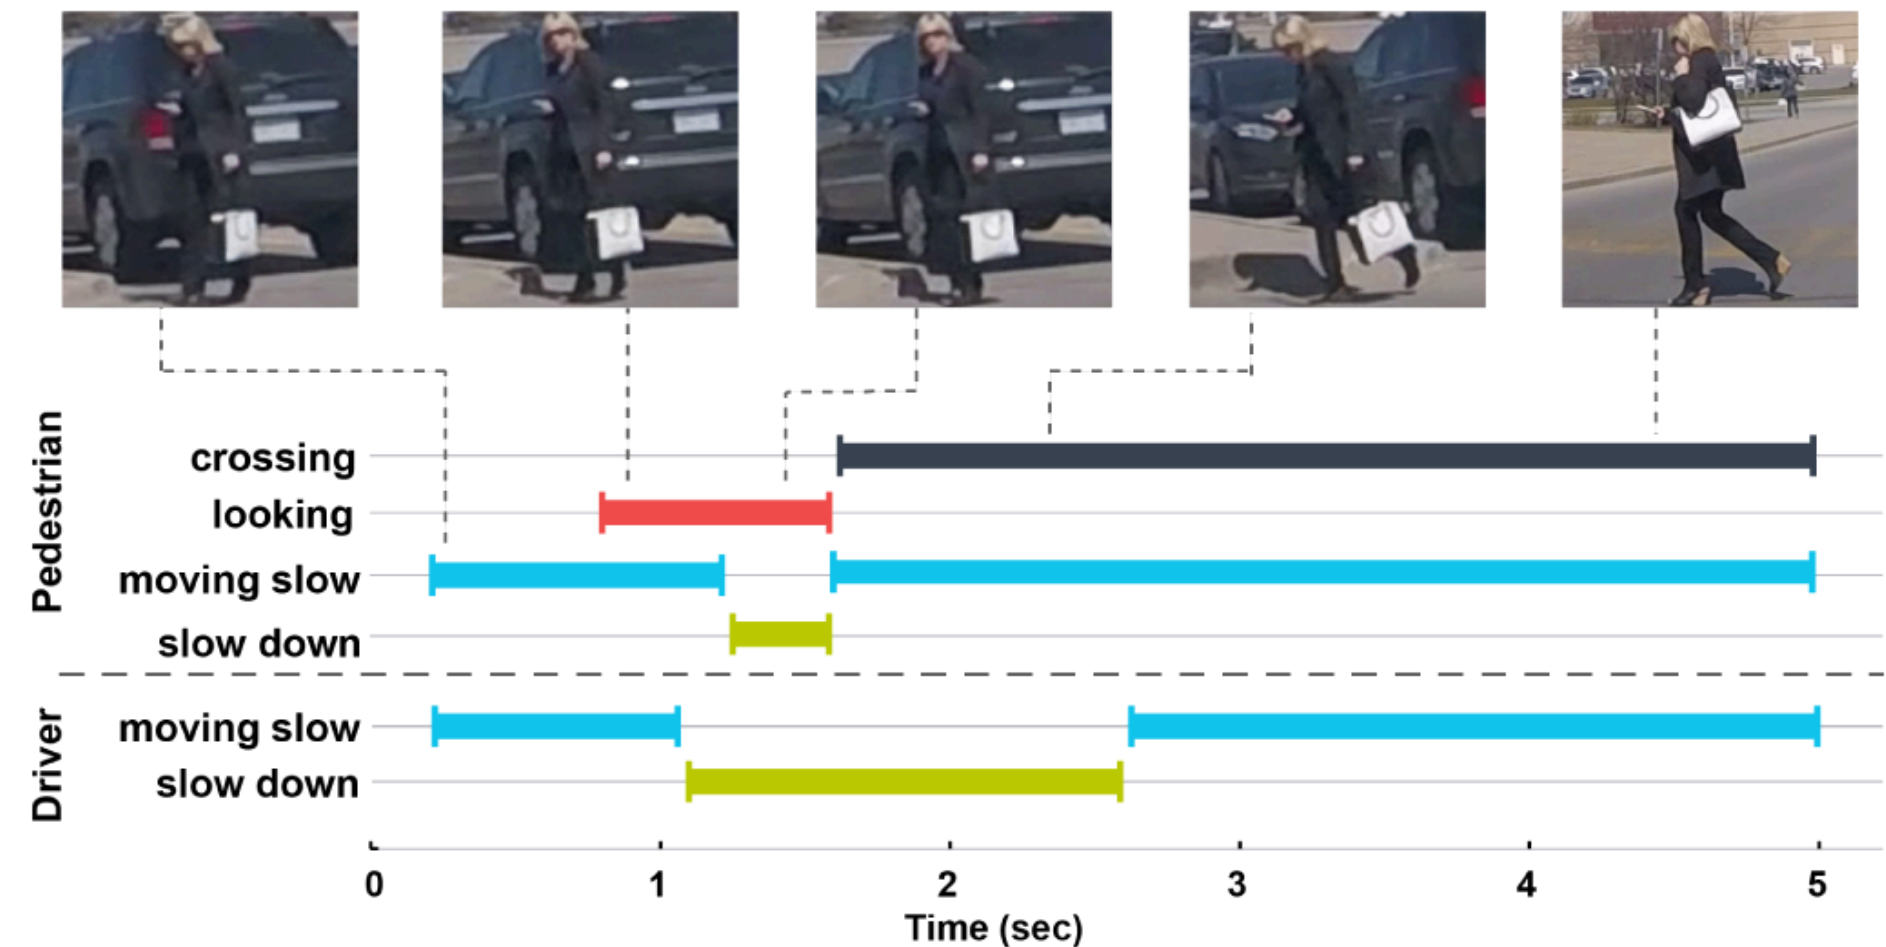 Pedestrian
crossing
looking
moving slow
slow down
Driver
moving slow
slow down
0 1 2 3 4 5
Time (sec)